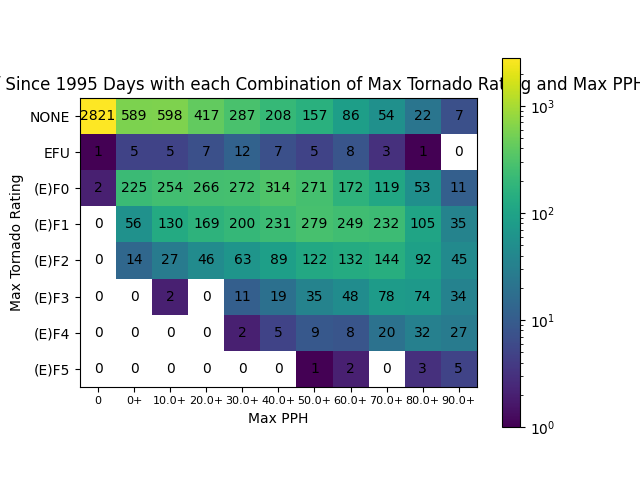 Since 1995 Days with each Combination of Max Tornado Rating and Max PPH
NONE 2821 589 598 417 287 208 157 86 54 22 7
EFU 1 5 5 7 12 7 5 8 3 1 0
(E)F0 2 225 254 266 272 314 271 172 119 53 11
(E)F1 0 56 130 169 200 231 279 249 232 105 35
(E)F2 0 14 27 46 63 89 122 132 144 92 45
(E)F3 0 0 2 0 11 19 35 48 78 74 34
(E)F4 0 0 0 0 2 5 9 8 20 32 27
(E)F5 0 0 0 0 0 0 1 2 0 3 5
0 0+ 10.0+ 20.0+ 30.0+ 40.0+ 50.0+ 60.0+ 70.0+ 80.0+ 90.0+
Max PPH
Max Tornado Rating
10³
10²
10¹
10⁰